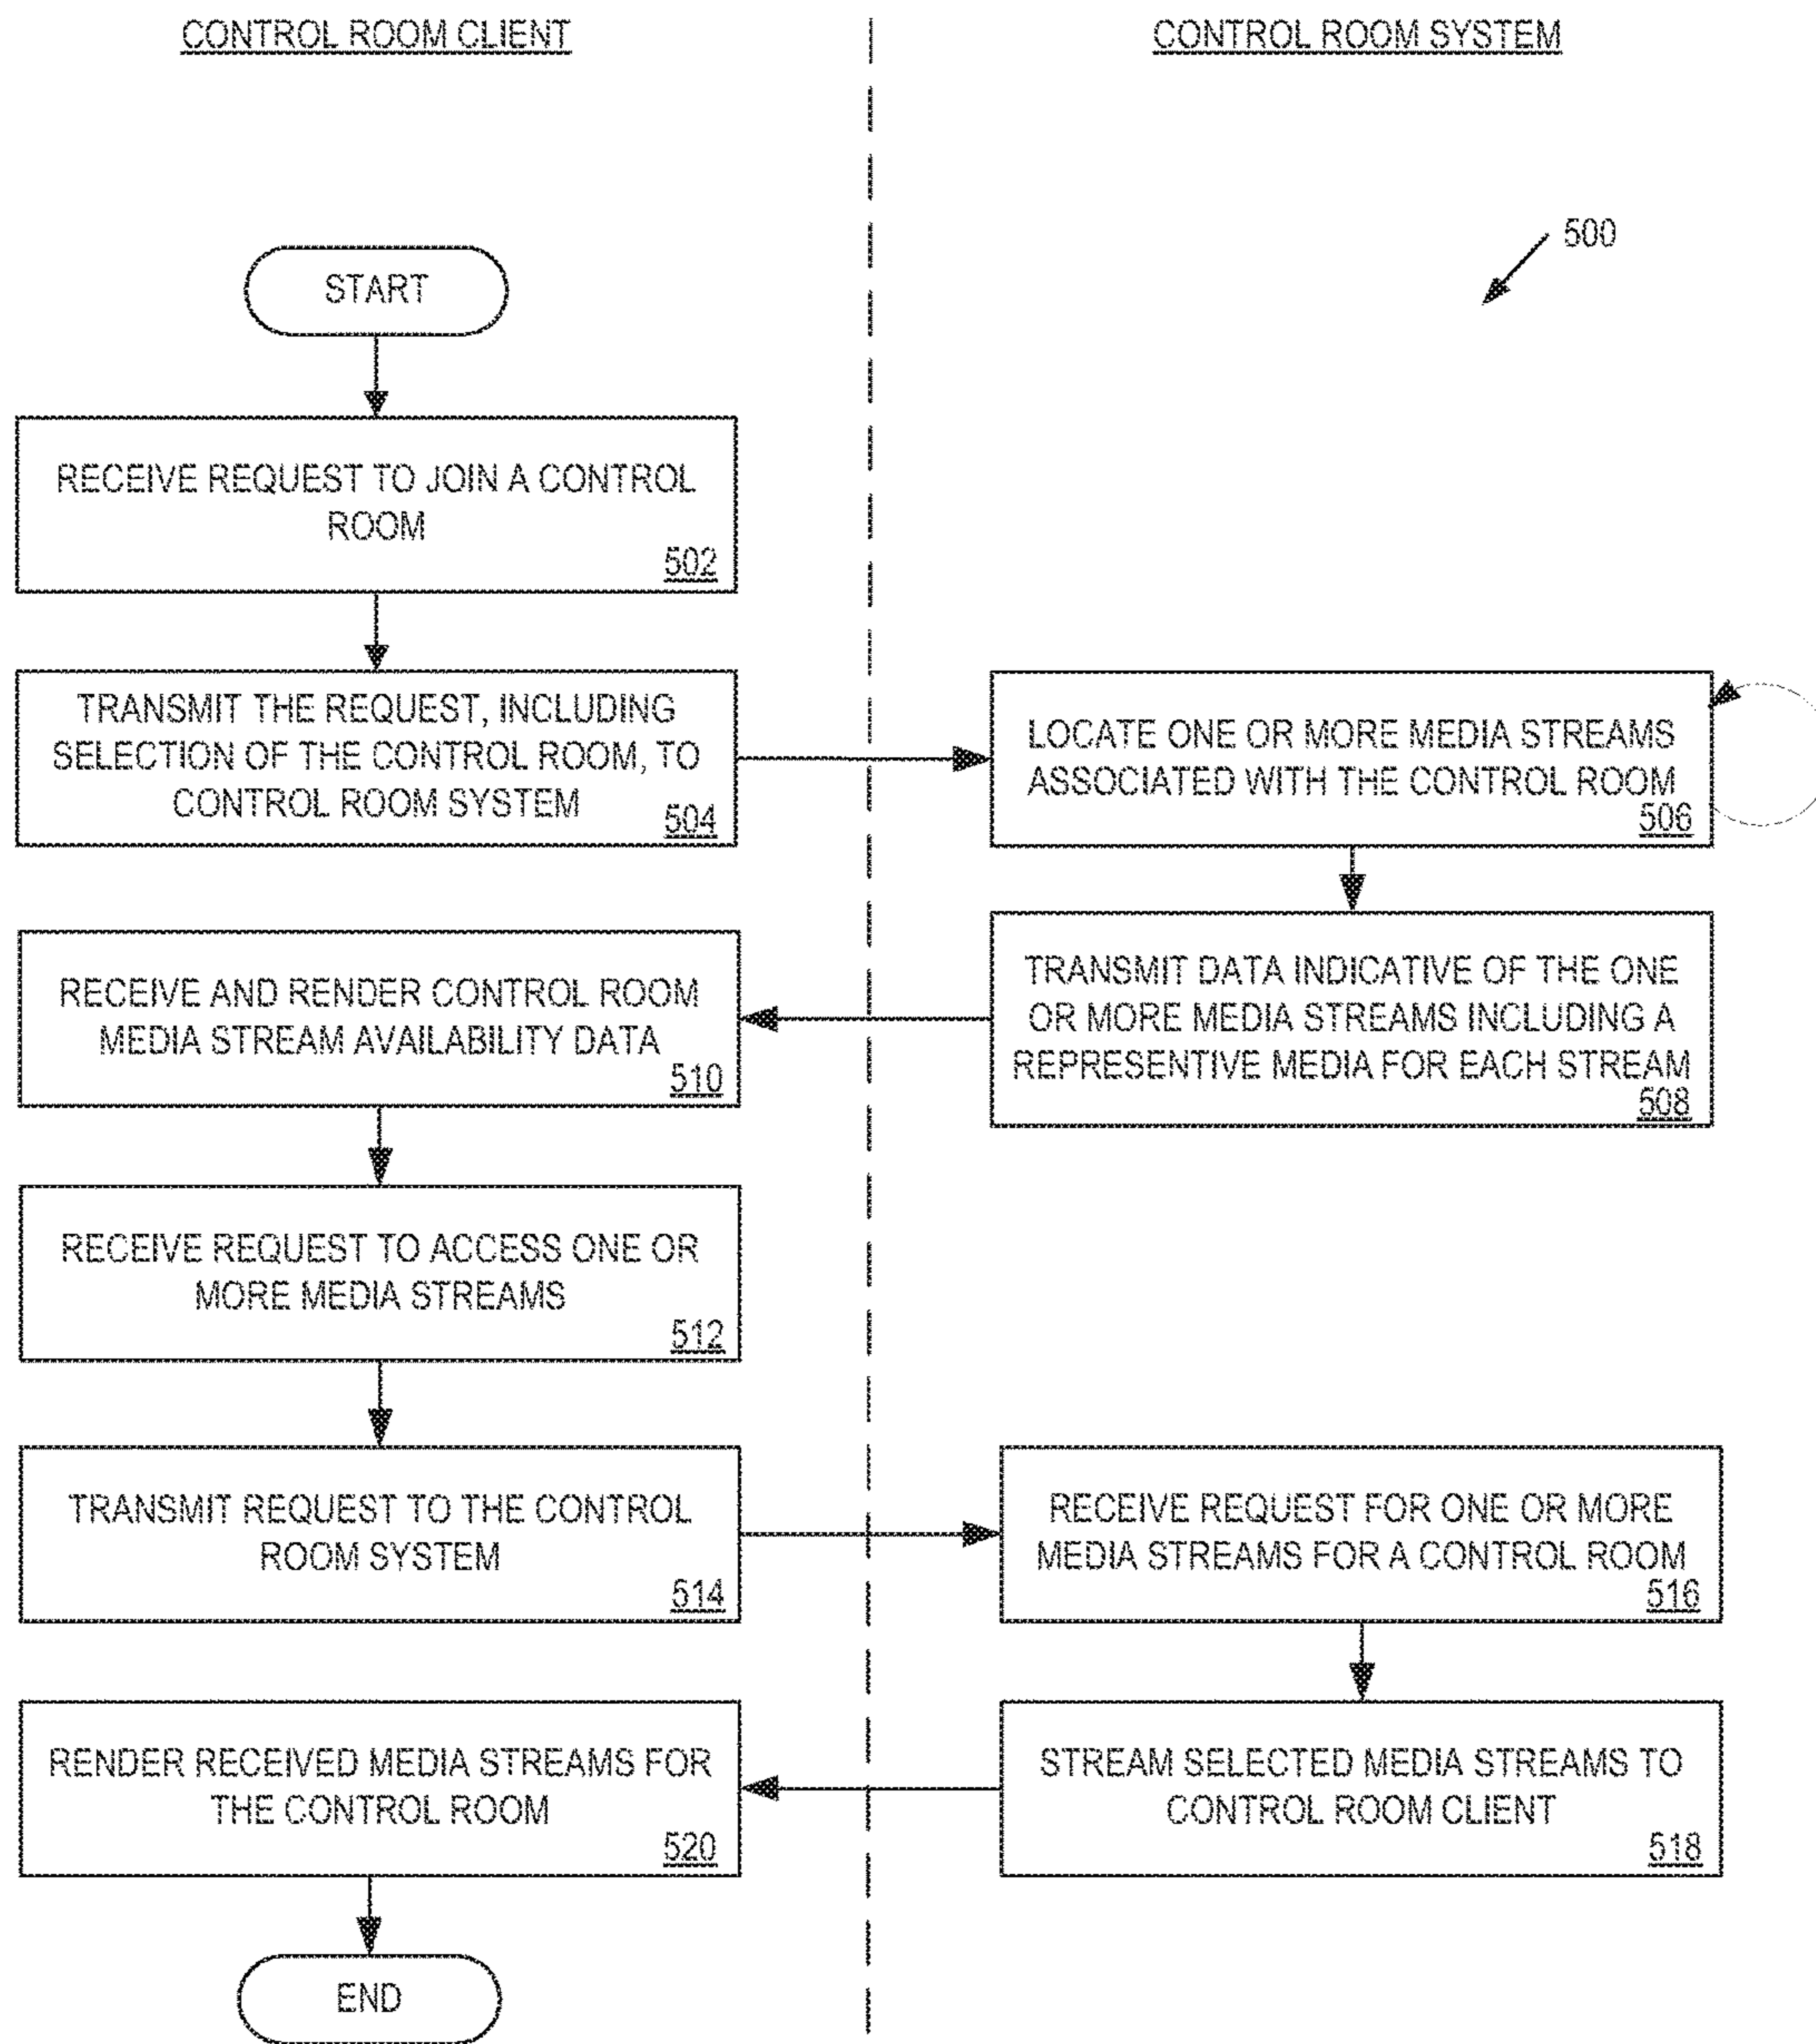 CONTROL ROOM CLIENT
CONTROL ROOM SYSTEM
500
START
RECEIVE REQUEST TO JOIN A CONTROL
ROOM
502
TRANSMIT THE REQUEST, INCLUDING
SELECTION OF THE CONTROL ROOM, TO
CONTROL ROOM SYSTEM
504
LOCATE ONE OR MORE MEDIA STREAMS
ASSOCIATED WITH THE CONTROL ROOM
506
TRANSMIT DATA INDICATIVE OF THE ONE
OR MORE MEDIA STREAMS INCLUDING A
REPRESENTIVE MEDIA FOR EACH STREAM
508
RECEIVE AND RENDER CONTROL ROOM
MEDIA STREAM AVAILABILITY DATA
510
RECEIVE REQUEST TO ACCESS ONE OR
MORE MEDIA STREAMS
512
TRANSMIT REQUEST TO THE CONTROL
ROOM SYSTEM
514
RECEIVE REQUEST FOR ONE OR MORE
MEDIA STREAMS FOR A CONTROL ROOM
516
STREAM SELECTED MEDIA STREAMS TO
CONTROL ROOM CLIENT
518
RENDER RECEIVED MEDIA STREAMS FOR
THE CONTROL ROOM
520
END